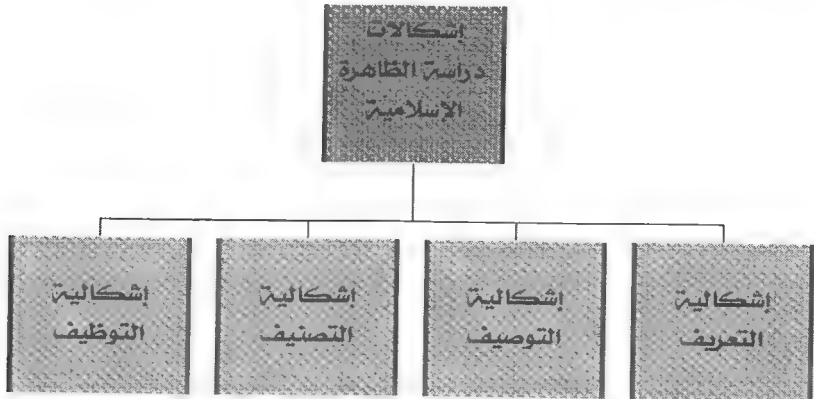 إشكالات
دراسة الظاهرة
الإسلامية
إشكالية
التعريف
إشكالية
التوصيف
إشكالية
التصنيف
إشكالية
التوظيف